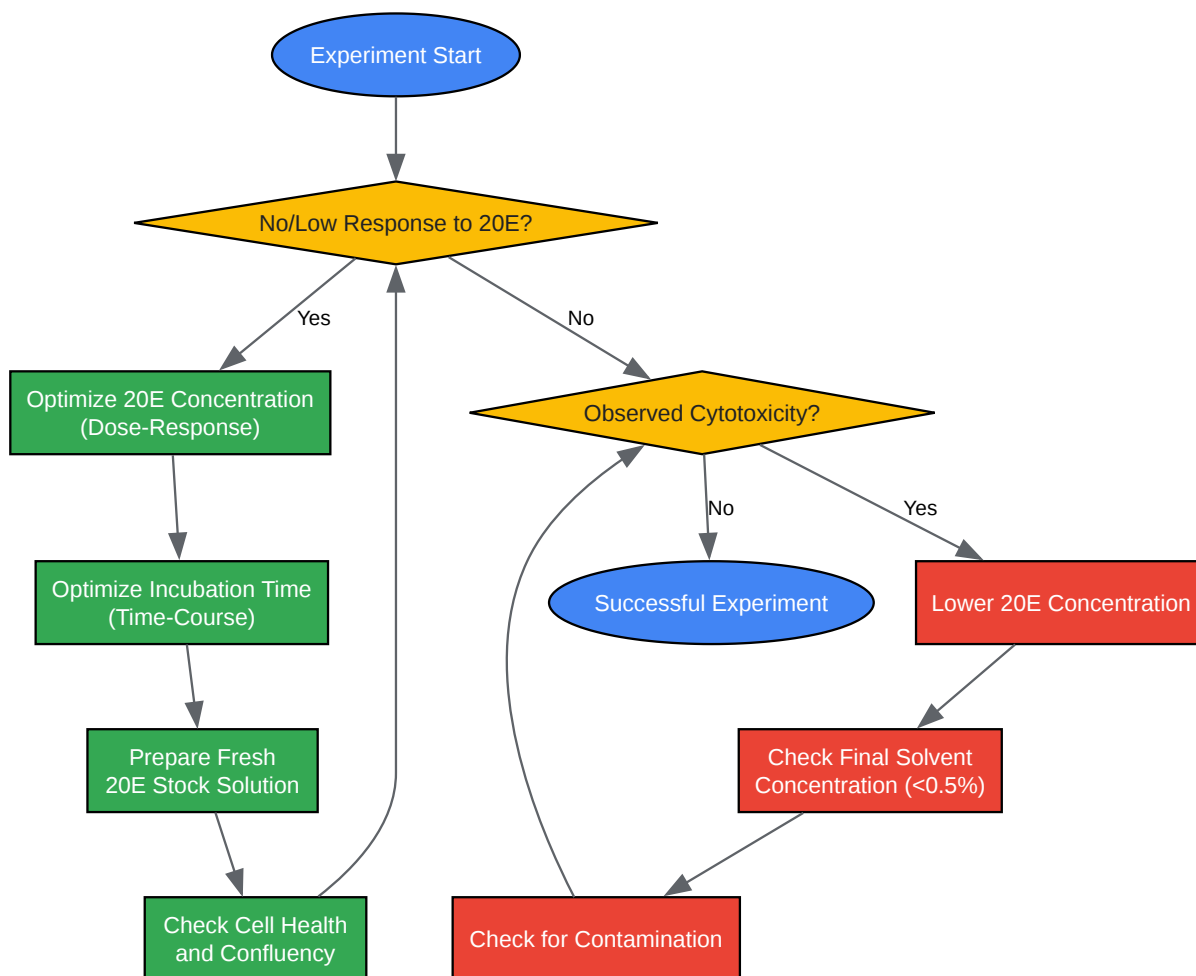 Experiment Start
No/Low Response to 20E?
Yes
No
Optimize 20E Concentration
(Dose-Response)
Observed Cytotoxicity?
No
Yes
Optimize Incubation Time
(Time-Course)
Successful Experiment
Lower 20E Concentration
Prepare Fresh
20E Stock Solution
Check Final Solvent
Concentration (<0.5%)
Check Cell Health
and Confluency
Check for Contamination